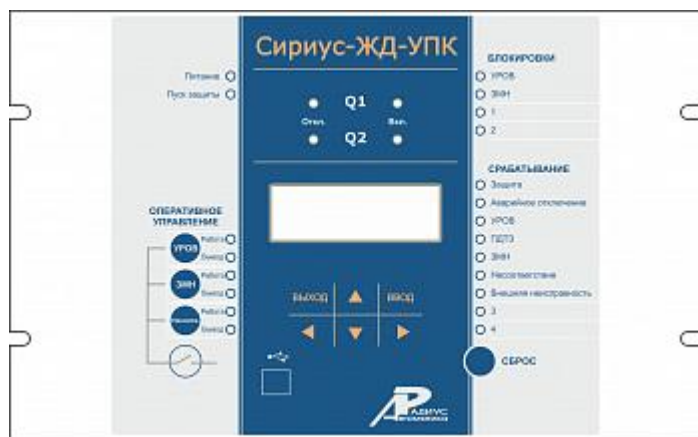 Сириус-ЖД-УПК
Питание
Пуск защиты
Q1
Откл. Вкл.
Q2
БЛОКИРОВКИ
УРОВ
ЗМН
1
2
СРАБАТЫВАНИЕ
Защита
Аварийное отключение
УРОВ
ПДТЗ
ЗМН
Несоответствие
Внешняя неисправность
3
4
СБРОС
ОПЕРАТИВНОЕ
УПРАВЛЕНИЕ
УРОВ
Работа
Вывод
ЗМН
Работа
Вывод
Работа
Вывод
ВЫХОД
ВВОД
РАДИУС
Автоматика